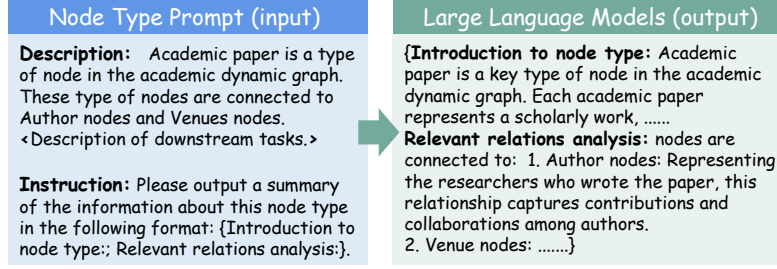 Node Type Prompt (input)
Description: Academic paper is a type
of node in the academic dynamic graph.
These type of nodes are connected to
Author nodes and Venues nodes.
<Description of downstream tasks.>
Instruction: Please output a summary
of the information about this node type
in the following format: {Introduction to
node type:; Relevant relations analysis:}.
Large Language Models (output)
{Introduction to node type: Academic
paper is a key type of node in the academic
dynamic graph. Each academic paper
represents a scholarly work, ......
Relevant relations analysis: nodes are
connected to: 1. Author nodes: Representing
the researchers who wrote the paper, this
relationship captures contributions and
collaborations among authors.
2. Venue nodes: .......}